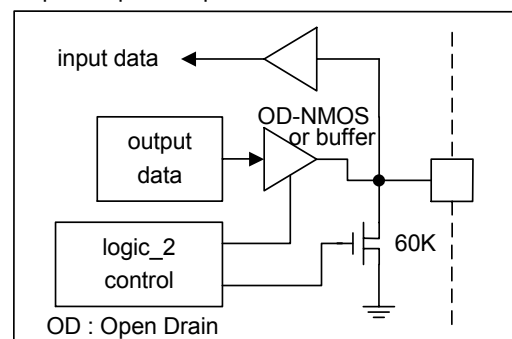 input data
OD-NMOS
or buffer
output
data
logic_2
control
60K
OD : Open Drain